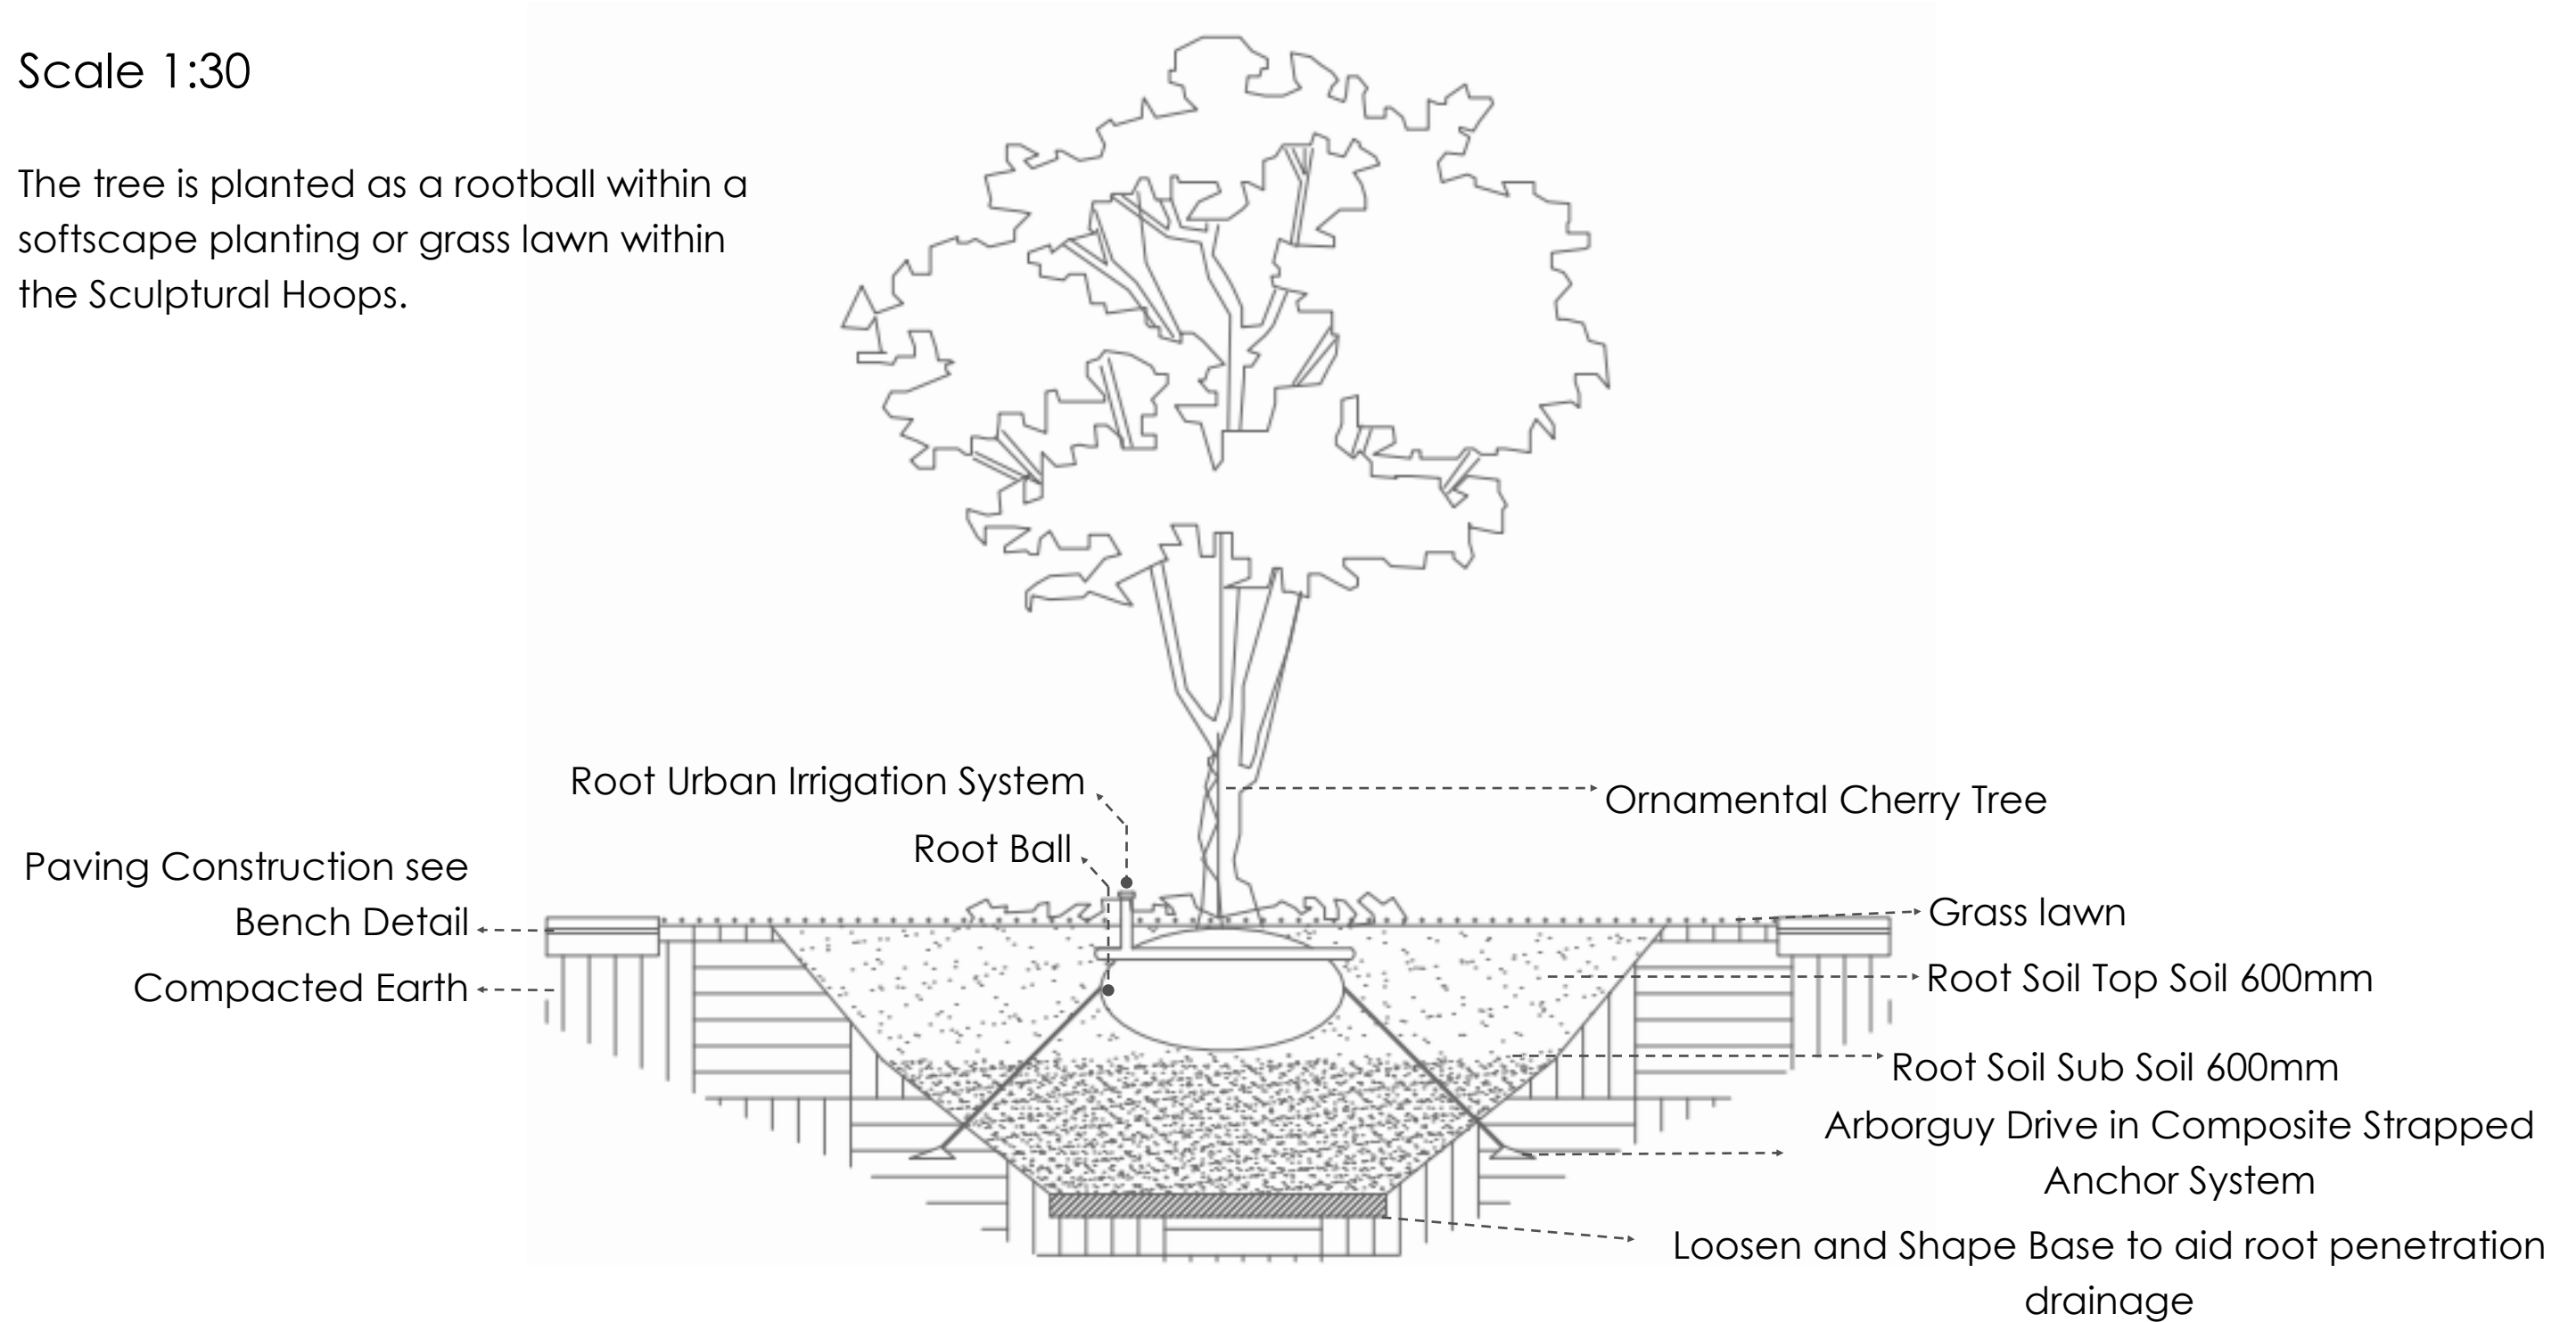 Scale 1:30
The tree is planted as a rootball within a
softscape planting or grass lawn within
the Sculptural Hoops.
Root Urban Irrigation System
Ornamental Cherry Tree
Root Ball
Paving Construction see
Bench Detail
Grass lawn
Compacted Earth
Root Soil Top Soil 600mm
Root Soil Sub Soil 600mm
Arborguy Drive in Composite Strapped
Anchor System
Loosen and Shape Base to aid root penetration
drainage